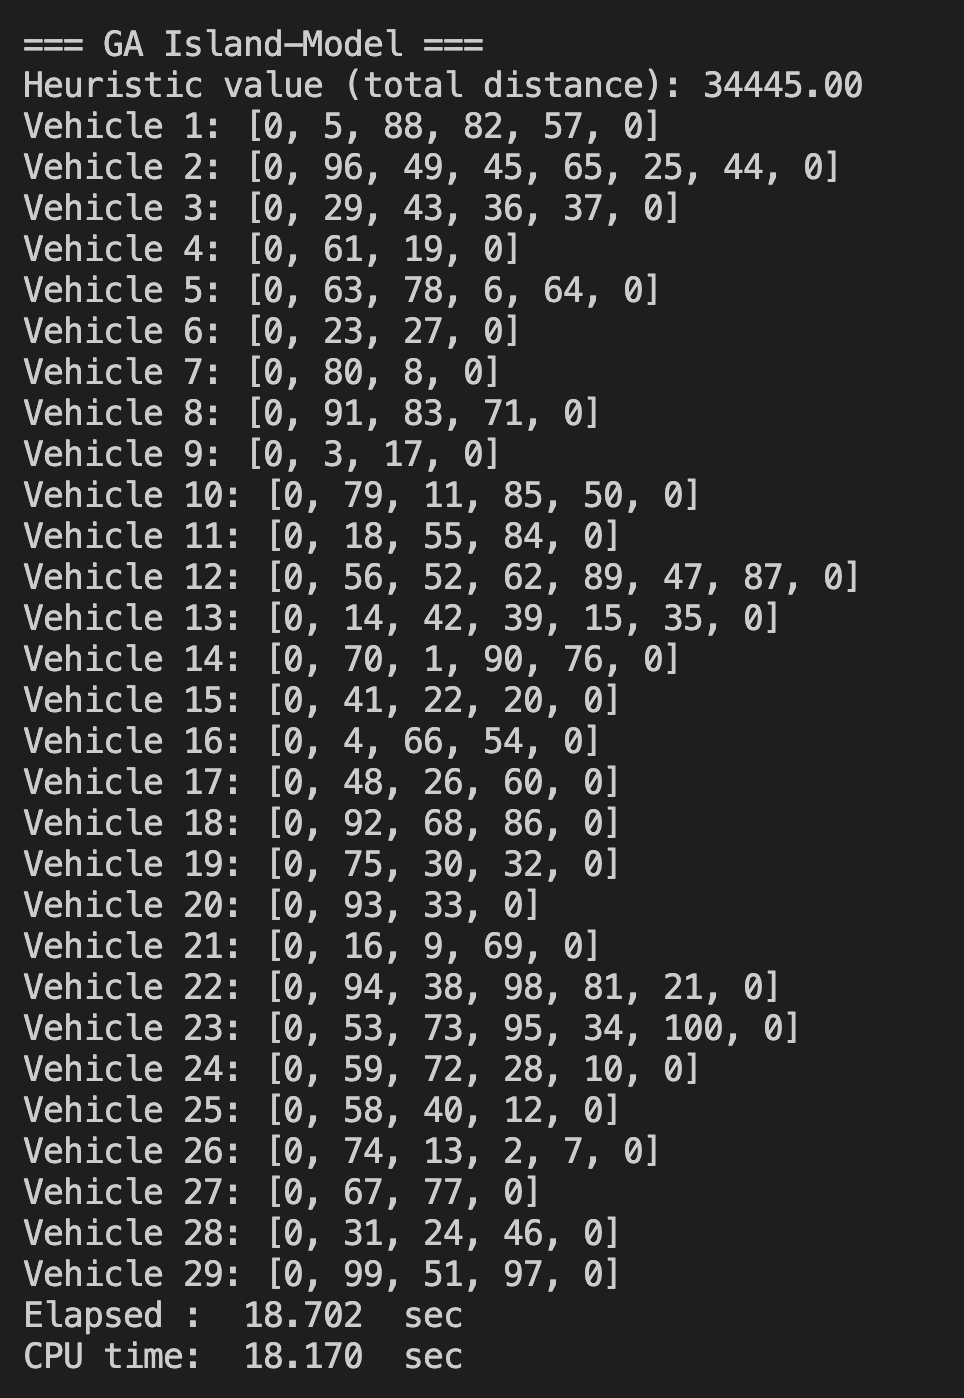 === GA Island-Model ===
Heuristic value (total distance): 34445.00
Vehicle 1: [0, 5, 88, 82, 57, 0]
Vehicle 2: [0, 96, 49, 45, 65, 25, 44, 0]
Vehicle 3: [0, 29, 43, 36, 37, 0]
Vehicle 4: [0, 61, 19, 0]
Vehicle 5: [0, 63, 78, 6, 64, 0]
Vehicle 6: [0, 23, 27, 0]
Vehicle 7: [0, 80, 8, 0]
Vehicle 8: [0, 91, 83, 71, 0]
Vehicle 9: [0, 3, 17, 0]
Vehicle 10: [0, 79, 11, 85, 50, 0]
Vehicle 11: [0, 18, 55, 84, 0]
Vehicle 12: [0, 56, 52, 62, 89, 47, 87, 0]
Vehicle 13: [0, 14, 42, 39, 15, 35, 0]
Vehicle 14: [0, 70, 1, 90, 76, 0]
Vehicle 15: [0, 41, 22, 20, 0]
Vehicle 16: [0, 4, 66, 54, 0]
Vehicle 17: [0, 48, 26, 60, 0]
Vehicle 18: [0, 92, 68, 86, 0]
Vehicle 19: [0, 75, 30, 32, 0]
Vehicle 20: [0, 93, 33, 0]
Vehicle 21: [0, 16, 9, 69, 0]
Vehicle 22: [0, 94, 38, 98, 81, 21, 0]
Vehicle 23: [0, 53, 73, 95, 34, 100, 0]
Vehicle 24: [0, 59, 72, 28, 10, 0]
Vehicle 25: [0, 58, 40, 12, 0]
Vehicle 26: [0, 74, 13, 2, 7, 0]
Vehicle 27: [0, 67, 77, 0]
Vehicle 28: [0, 31, 24, 46, 0]
Vehicle 29: [0, 99, 51, 97, 0]
Elapsed :  18.702  sec
CPU time:  18.170  sec